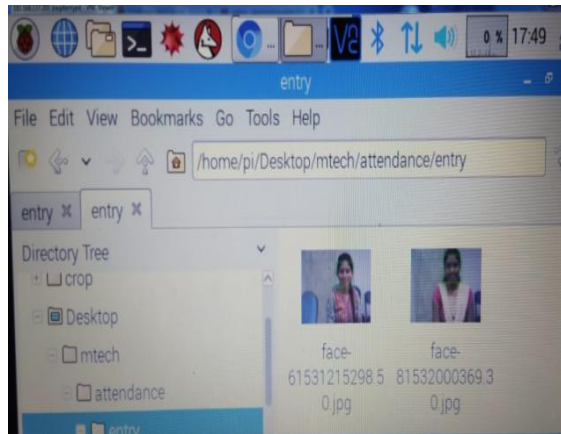 0 % 17:49
entry
File Edit View Bookmarks Go Tools Help
/home/pi/Desktop/mtech/attendance/entry
entry entry
Directory Tree
crop
Desktop
mtech
attendance
entry
face-
61531215298.5
0.jpg
face-
81532000369.3
0.jpg